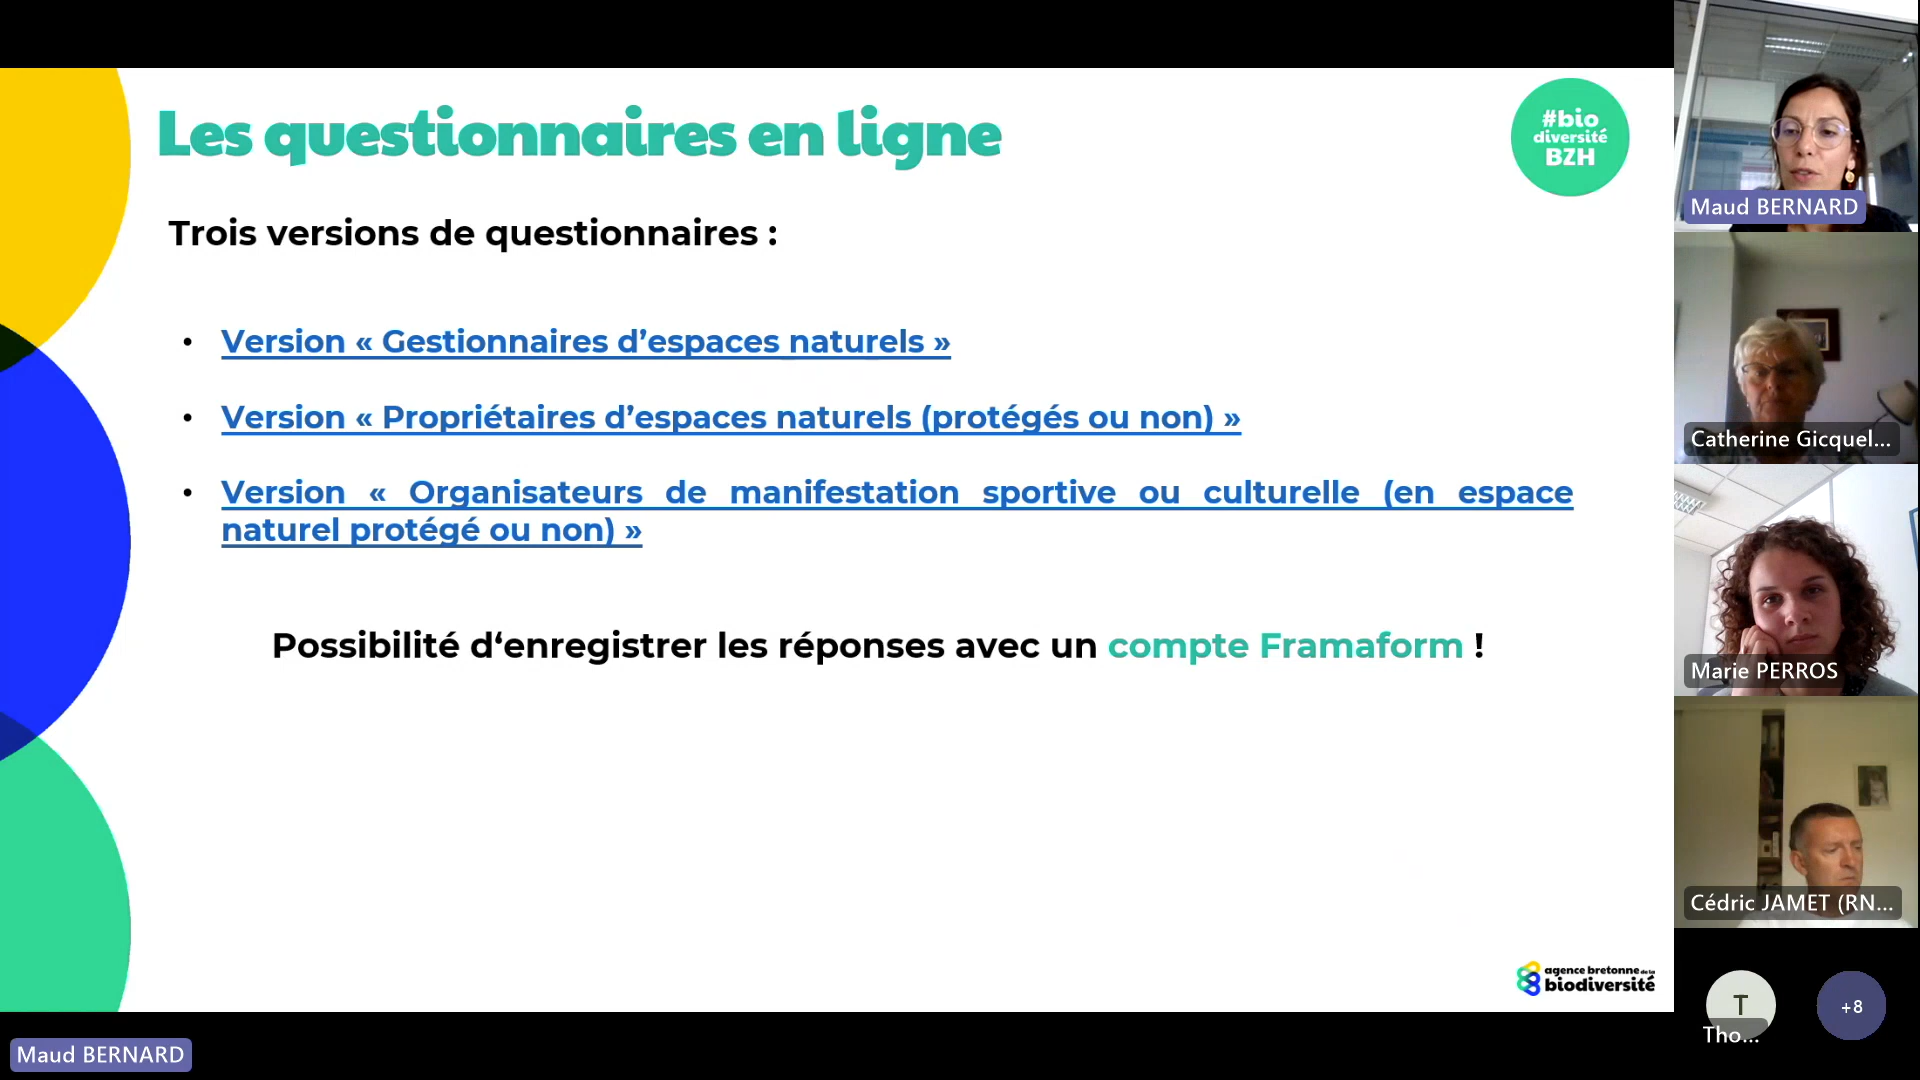 Les questionnaires en ligne
#bio
diversité
BZH
Trois versions de questionnaires :
• Version « Gestionnaires d’espaces naturels »
• Version « Propriétaires d’espaces naturels (protégés ou non) »
• Version « Organisateurs de manifestation sportive ou culturelle (en espace
naturel protégé ou non) »
Possibilité d‘enregistrer les réponses avec un compte Framaform !
agence bretonne de la
biodiversité
Maud BERNARD
Maud BERNARD
Catherine Gicquel...
Marie PERROS
Cédric JAMET (RN...
T
Tho...
+8